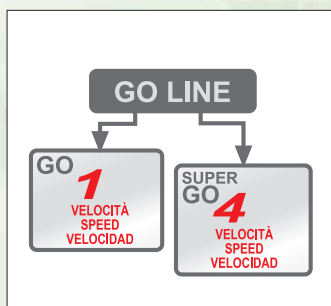 GO LINE
GO
1
VELOCITÀ
SPEED
VELOCIDAD
SUPER
GO
4
VELOCITÀ
SPEED
VELOCIDAD